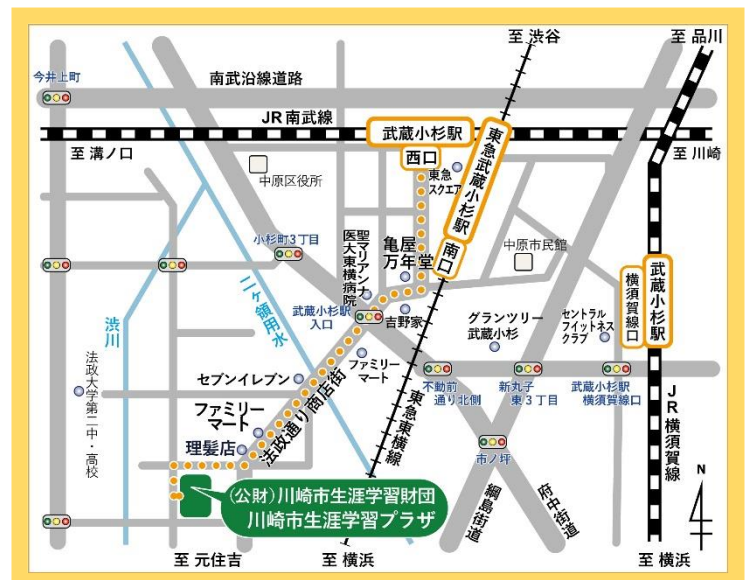 至 渋谷
至 品川
今井上町
南武沿線道路
JR南武線
武蔵小杉駅
西口
至 溝ノ口
至 川崎
東急武蔵小杉駅
南口
東急
スクエア
中原区役所
小杉町3丁目
聖マリアンナ
医大東横病院
亀屋
万年堂
中原市民館
武蔵小杉駅
横須賀線口
二ヶ領用水
渋川
武蔵小杉駅
入口
吉野家
グランツリー
武蔵小杉
セントラル
フィットネス
クラブ
ファミリー
マート
セブンイレブン
法政大学第二中・高校
ファミリー
マート
法政通り商店街
理髪店
不動前
通り北側
新丸子
東3丁目
武蔵小杉駅
横須賀線口
東急東横線
JR横須賀線
市ノ坪
綱島街道
府中街道
N
(公財)川崎市生涯学習財団
川崎市生涯学習プラザ
至 元住吉
至 横浜
至 横浜